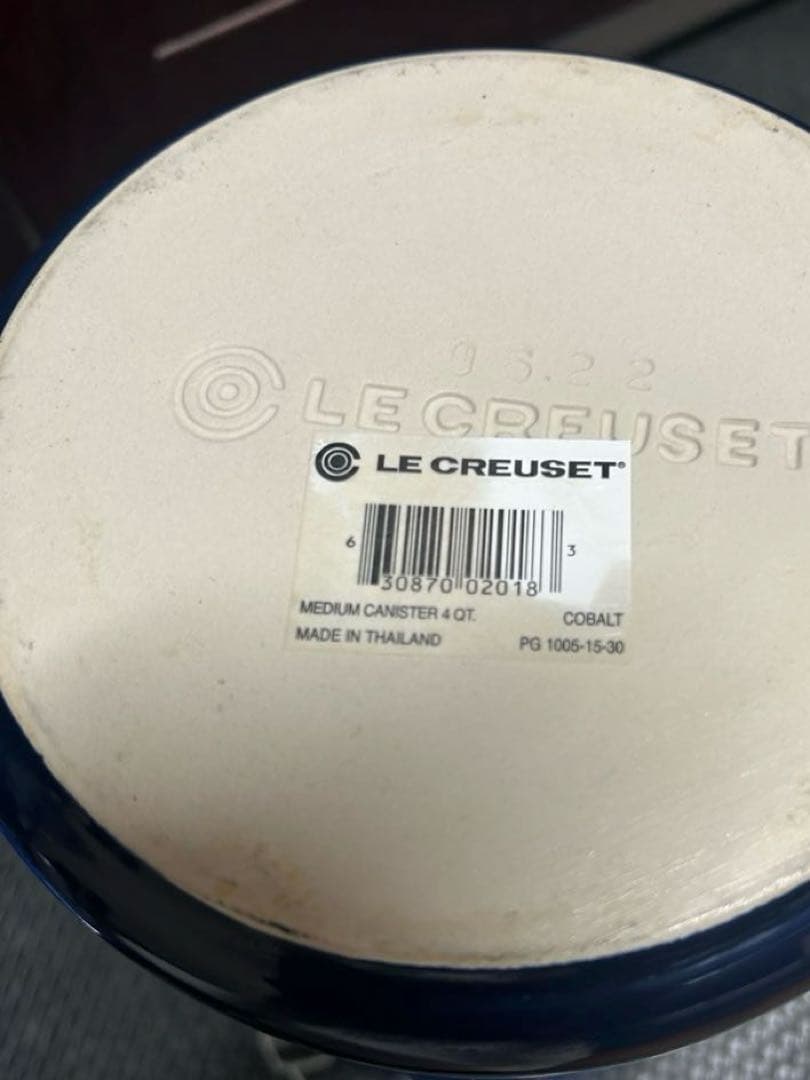 LE CREUSET
LE CREUSET®
6 30870 02018 3
MEDIUM CANISTER 4 QT. COBALT
MADE IN THAILAND PG 1005-15-30